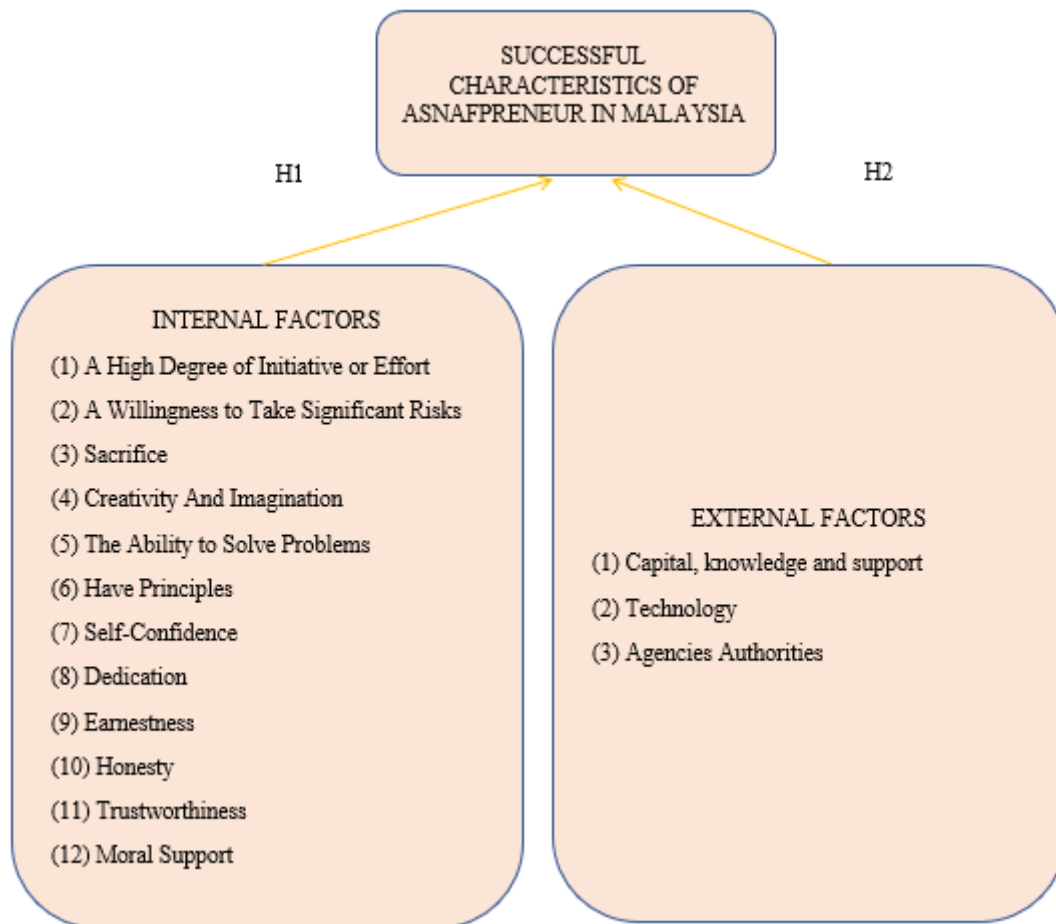 SUCCESSFUL
CHARACTERISTICS OF
ASNAFPRENEUR IN MALAYSIA
H1
H2
INTERNAL FACTORS
(1) A High Degree of Initiative or Effort
(2) A Willingness to Take Significant Risks
(3) Sacrifice
(4) Creativity And Imagination
(5) The Ability to Solve Problems
(6) Have Principles
(7) Self-Confidence
(8) Dedication
(9) Earnestness
(10) Honesty
(11) Trustworthiness
(12) Moral Support
EXTERNAL FACTORS
(1) Capital, knowledge and support
(2) Technology
(3) Agencies Authorities